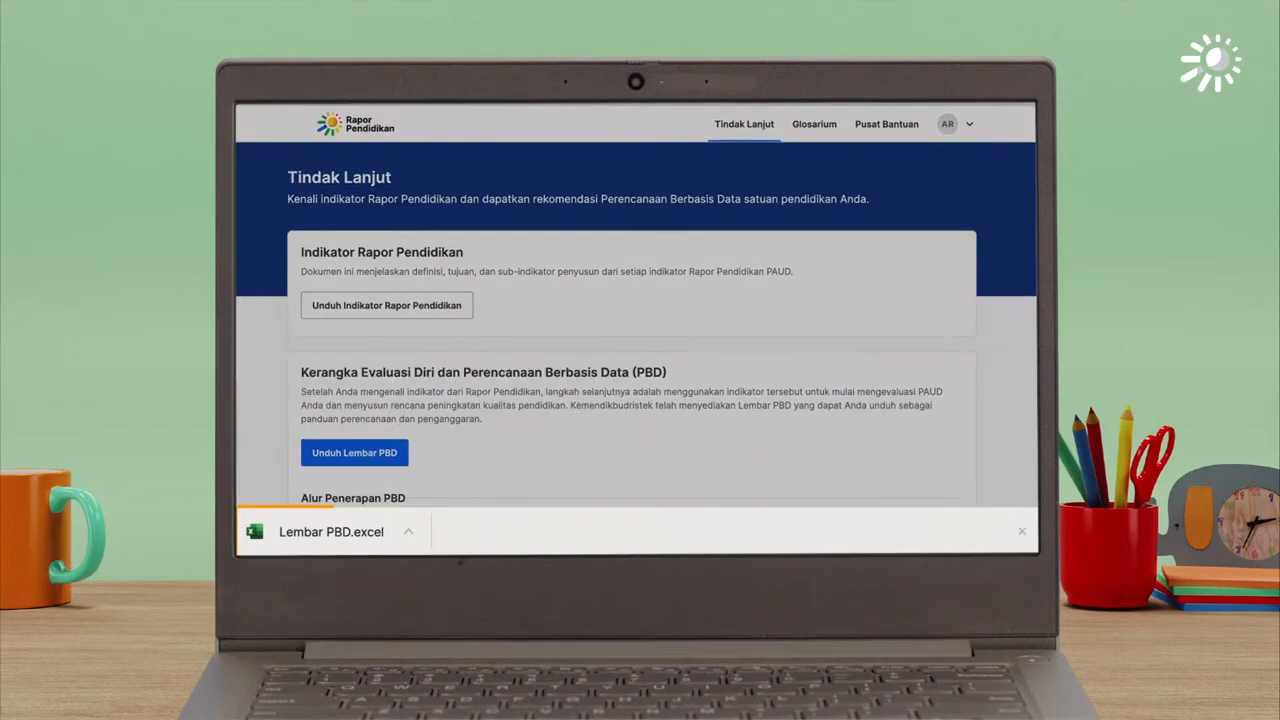 Rapor
Pendidikan
Tindak Lanjut
Glosarium
Pusat Bantuan
AR
Tindak Lanjut
Kenali indikator Rapor Pendidikan dan dapatkan rekomendasi Perencanaan Berbasis Data satuan pendidikan Anda.
Indikator Rapor Pendidikan
Dokumen ini menjelaskan definisi, tujuan, dan sub-indikator penyusun dari setiap indikator Rapor Pendidikan PAUD.
Unduh Indikator Rapor Pendidikan
Kerangka Evaluasi Diri dan Perencanaan Berbasis Data (PBD)
Setelah Anda mengenali indikator dari Rapor Pendidikan, langkah selanjutnya adalah menggunakan indikator tersebut untuk mulai mengevaluasi PAUD
Anda dan menyusun rencana peningkatan kualitas pendidikan. Kemendikbudristek telah menyediakan Lembar PBD yang dapat Anda unduh sebagai
panduan perencanaan dan penganggaran.
Unduh Lembar PBD
Alur Penerapan PBD
Lembar PBD.excel